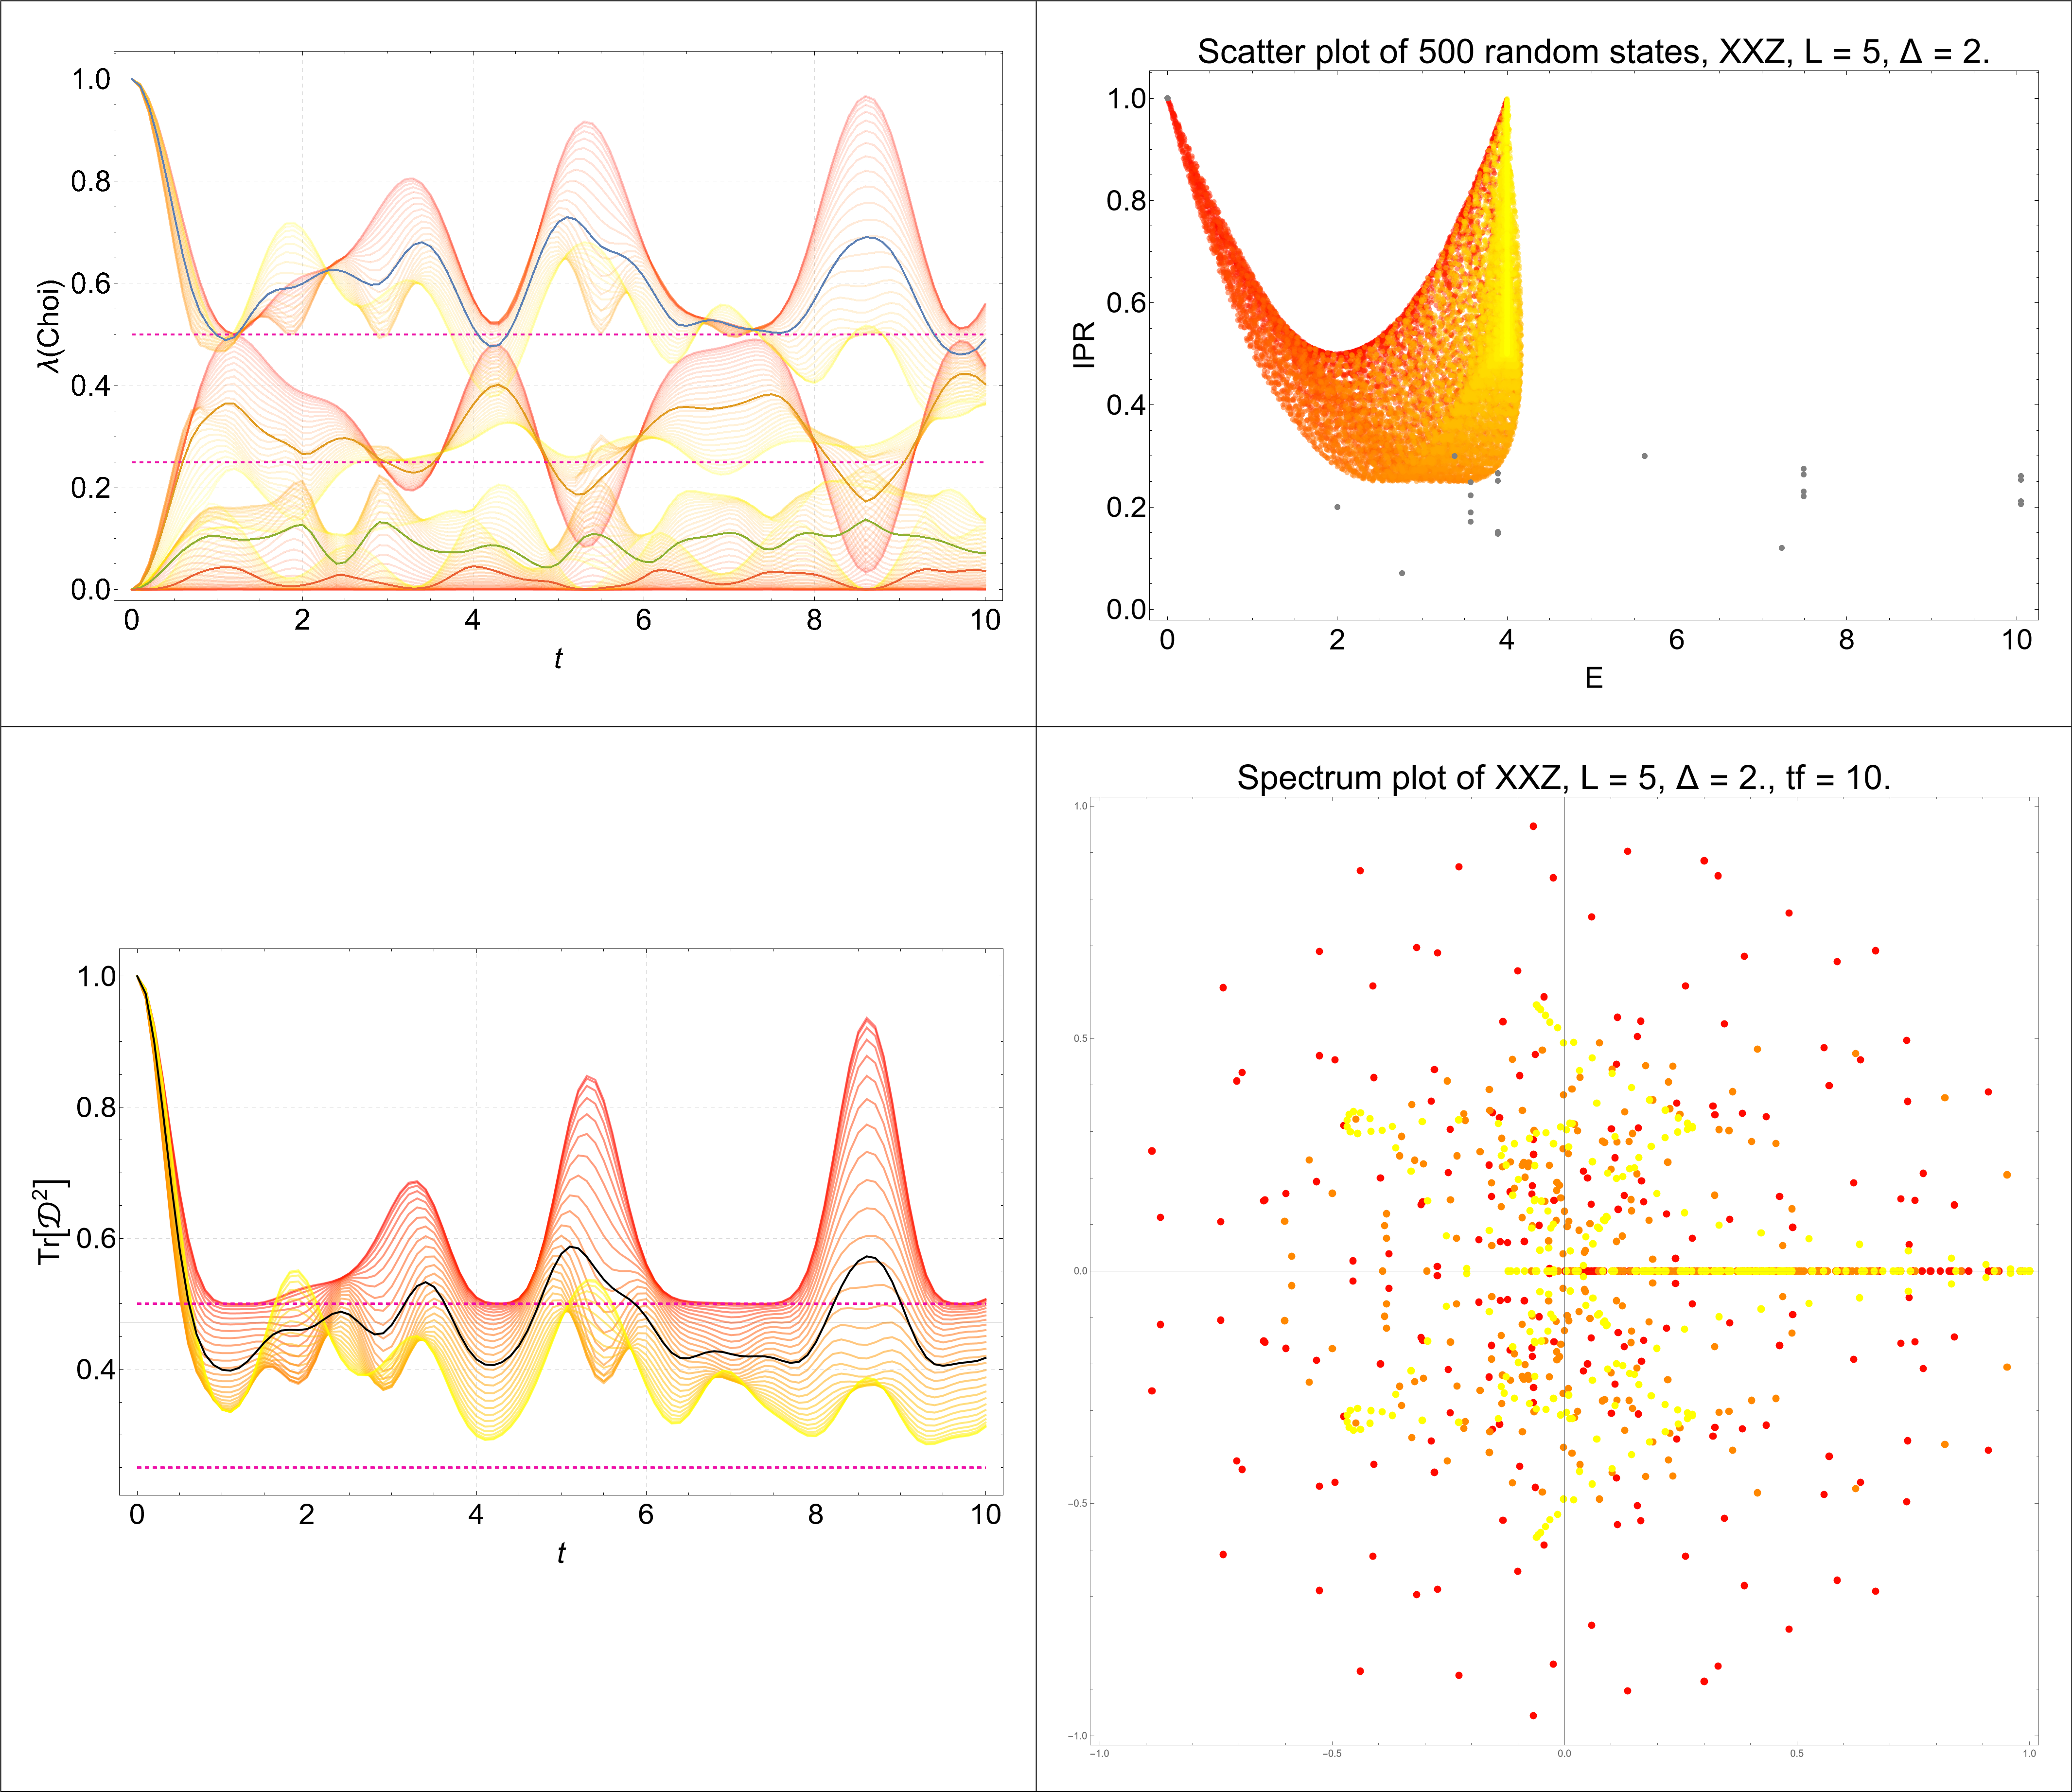 1.0
0.8
0.6
0.4
0.2
0.0
λ(Choi)
0 2 4 6 8 10
t
Scatter plot of 500 random states, XXZ, L = 5, Δ = 2.
1.0
0.8
0.6
0.4
0.2
0.0
IPR
0 2 4 6 8 10
E
1.0
0.8
0.6
0.4
Tr[𝒟²]
0 2 4 6 8 10
t
Spectrum plot of XXZ, L = 5, Δ = 2., tf = 10.
1.0
0.5
0.0
−0.5
−1.0
−1.0 −0.5 0.0 0.5 1.0